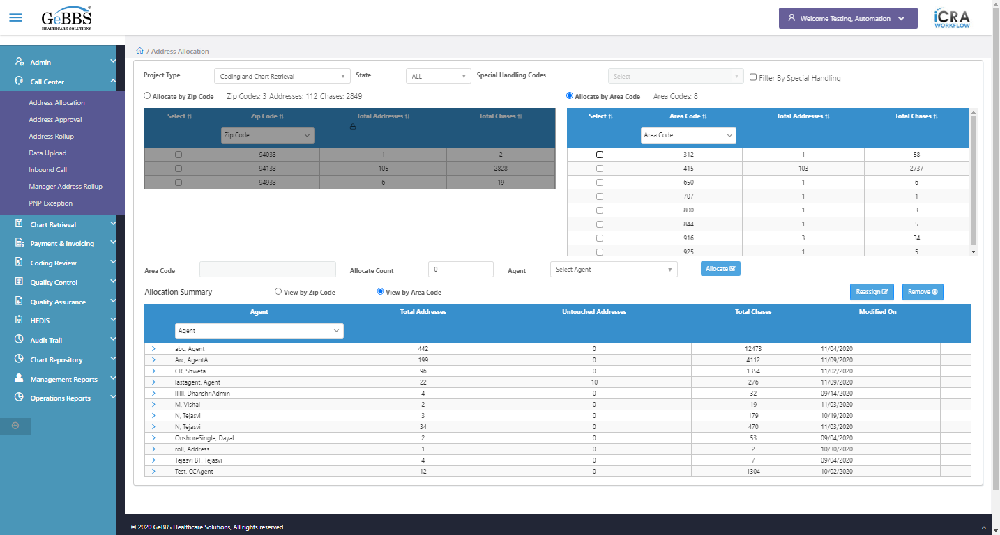 GeBBS
HEALTHCARE SOLUTIONS
Welcome Testing, Automation
iCRA
WORKFLOW
Admin
Call Center
Address Allocation
Address Approval
Address Rollup
Data Upload
Inbound Call
Manager Address Rollup
PNP Exception
Chart Retrieval
Payment & Invoicing
Coding Review
Quality Control
Quality Assurance
HEDIS
Audit Trail
Chart Repository
Management Reports
Operations Reports
/ Address Allocation
Project Type Coding and Chart Retrieval State ALL Special Handling Codes Select Filter By Special Handling
Allocate by Zip Code Zip Codes: 3 Addresses: 112 Chases: 2849
Select Zip Code Total Addresses Total Chases
Zip Code
94033 1 2
94133 105 2828
94933 6 19
Allocate by Area Code Area Codes: 8
Select Area Code Total Addresses Total Chases
Area Code
312 1 58
415 103 2737
650 1 6
707 1 1
800 1 3
844 1 5
916 3 34
925 1 5
Area Code Allocate Count 0 Agent Select Agent Allocate
Allocation Summary View by Zip Code View by Area Code Reassign Remove
Agent Total Addresses Untouched Addresses Total Chases Modified On
Agent
abc, Agent 442 0 12473 11/04/2020
Arc, AgentA 199 0 4112 11/09/2020
CR, Shweta 96 0 1354 11/02/2020
lastagent, Agent 22 10 276 11/09/2020
llllll, DhanshriAdmin 4 0 32 09/14/2020
M, Vishal 2 0 19 11/03/2020
N, Tejasvi 3 0 179 10/19/2020
N, Tejasvi 34 0 470 11/03/2020
OnshoreSingle, Dayal 2 0 53 09/04/2020
roll, Address 1 0 2 10/30/2020
Tejasvi BT, Tejasvi 4 0 7 09/04/2020
Test, CCAgent 12 0 1304 10/02/2020
© 2020 GeBBS Healthcare Solutions, All rights reserved.